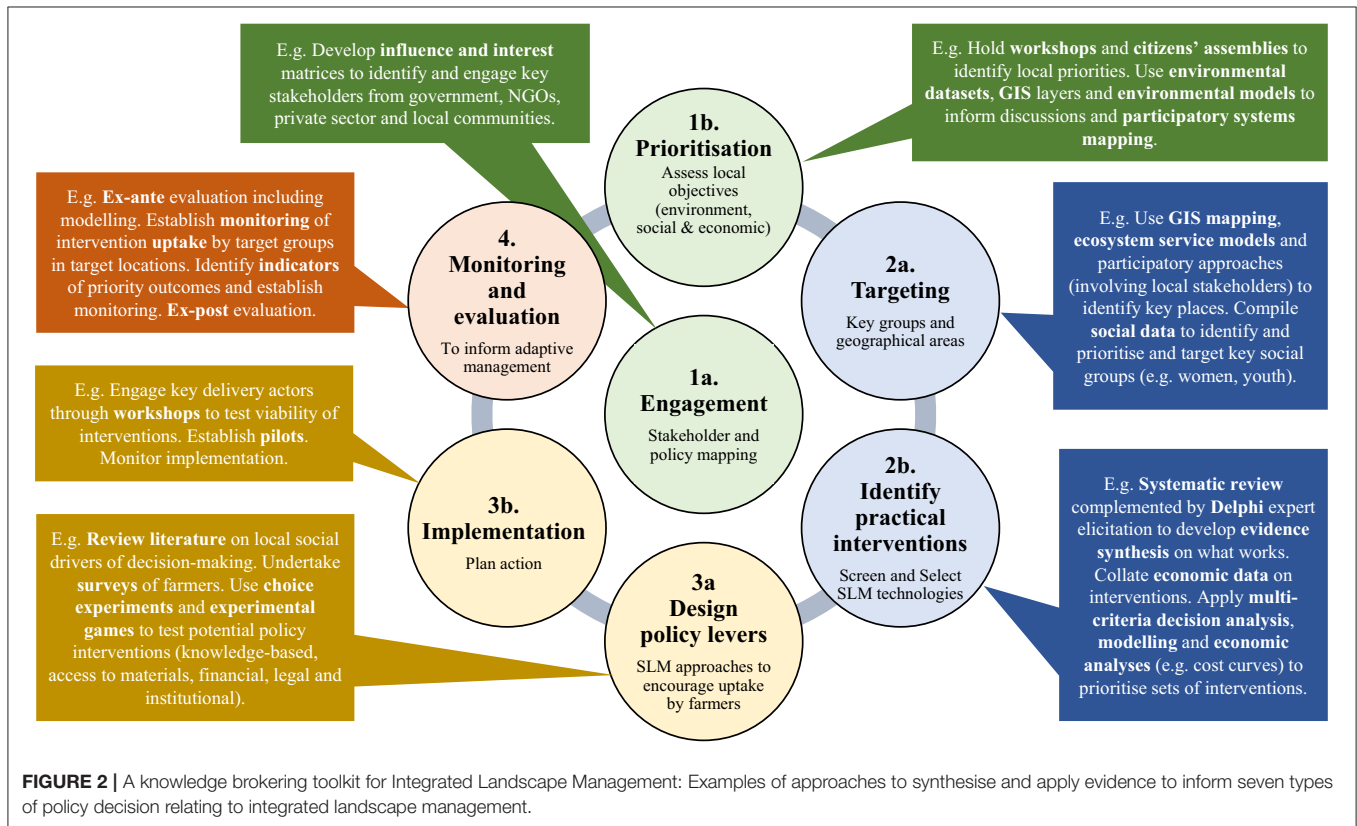 E.g. Develop influence and interest
matrices to identify and engage key
stakeholders from government, NGOs,
private sector and local communities.
E.g. Hold workshops and citizens' assemblies to
identify local priorities. Use environmental
datasets, GIS layers and environmental models to
inform discussions and participatory systems
mapping.
1b.
Prioritisation
Assess local
objectives
(environment,
social & economic)
E.g. Ex-ante evaluation including
modelling. Establish monitoring of
intervention uptake by target groups
in target locations. Identify indicators
of priority outcomes and establish
monitoring. Ex-post evaluation.
4.
Monitoring
and
evaluation
To inform adaptive
management
2a.
Targeting
Key groups and
geographical areas
E.g. Use GIS mapping,
ecosystem service models and
participatory approaches
(involving local stakeholders) to
identify key places. Compile
social data to identify and
prioritise and target key social
groups (e.g. women, youth).
1a.
Engagement
Stakeholder and
policy mapping
E.g. Engage key delivery actors
through workshops to test viability of
interventions. Establish pilots.
Monitor implementation.
3b.
Implementation
Plan action
2b.
Identify
practical
interventions
Screen and Select
SLM technologies
E.g. Systematic review
complemented by Delphi expert
elicitation to develop evidence
synthesis on what works.
Collate economic data on
interventions. Apply multi-
criteria decision analysis,
modelling and economic
analyses (e.g. cost curves) to
prioritise sets of interventions.
E.g. Review literature on local social
drivers of decision-making. Undertake
surveys of farmers. Use choice
experiments and experimental
games to test potential policy
interventions (knowledge-based,
access to materials, financial, legal and
institutional).
3a
Design
policy levers
SLM approaches to
encourage uptake
by farmers
FIGURE 2 | A knowledge brokering toolkit for Integrated Landscape Management: Examples of approaches to synthesise and apply evidence to inform seven types
of policy decision relating to integrated landscape management.